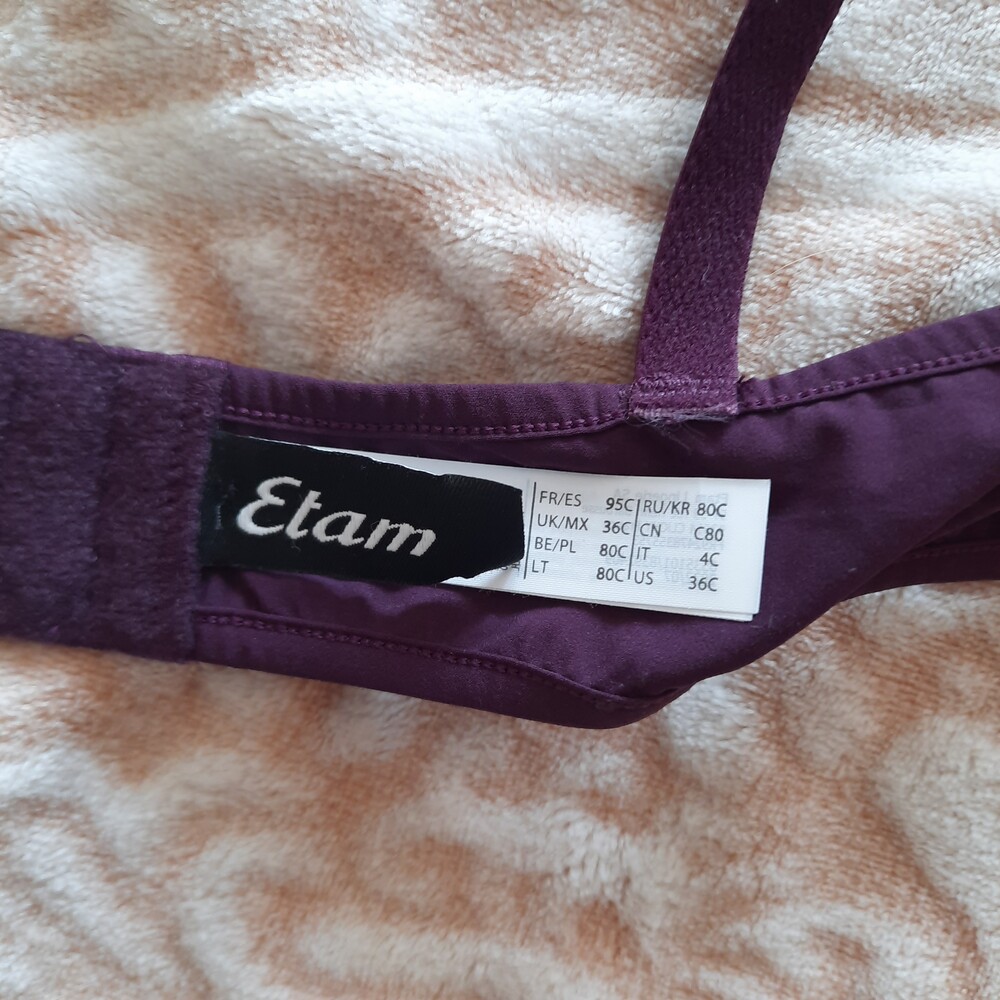 Etam
FR/ES 95C RU/KR 80C
UK/MX 36C CN C80
BE/PL 80C IT 4C
LT 80C US 36C